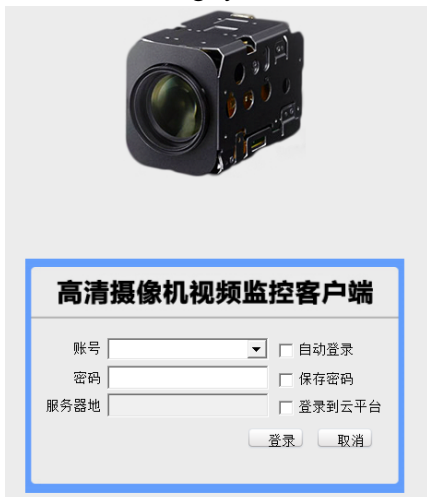 高清摄像机视频监控客户端
账号 自动登录
密码 保存密码
服务器地 登录到云平台
登录 取消